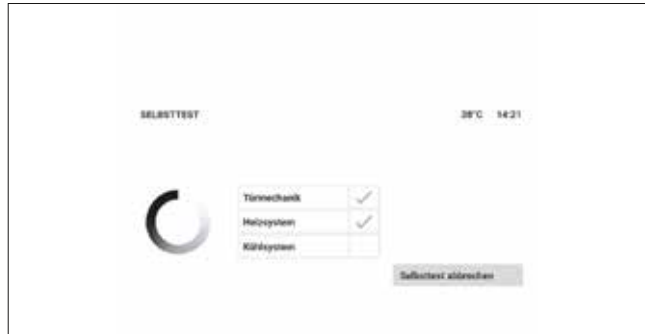 SELBSTTEST 28°C 14:21
Türmechanik
Heizsystem
Kühlsystem
Selbsttest abbrechen